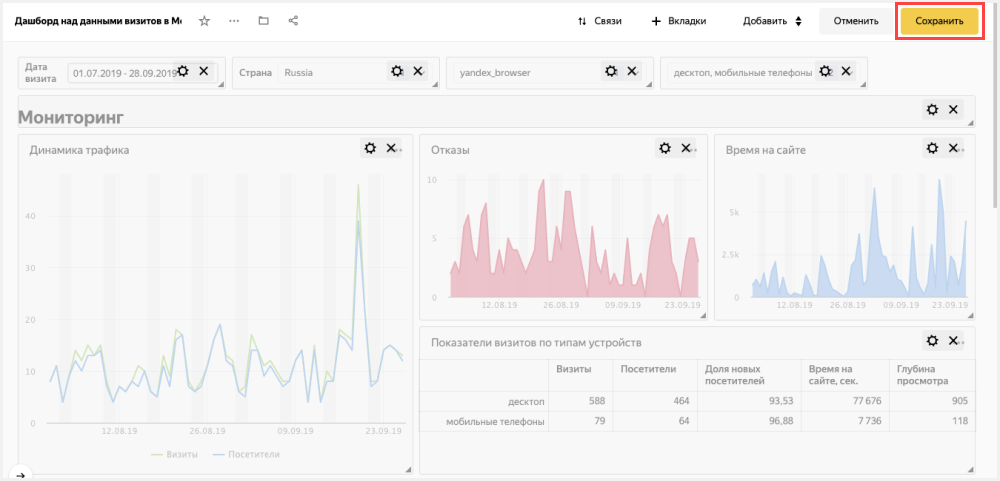 Дашборд над данными визитов в Ме
Связи
Вкладки
Добавить
Отменить
Сохранить
Дата визита
01.07.2019 - 28.09.2019
Страна
Russia
yandex_browser
десктоп, мобильные телефоны
Мониторинг
Динамика трафика
40
30
20
10
0
12.08.19 26.08.19 09.09.19 23.09.19
Визиты Посетители
Отказы
10
5
0
12.08.19 26.08.19 09.09.19 23.09.19
Время на сайте
5k
2.5k
0
12.08.19 26.08.19 09.09.19 23.09.19
Показатели визитов по типам устройств
Визиты Посетители Доля новых посетителей Время на сайте, сек. Глубина просмотра
десктоп 588 464 93,53 77 676 905
мобильные телефоны 79 64 96,88 7 736 118